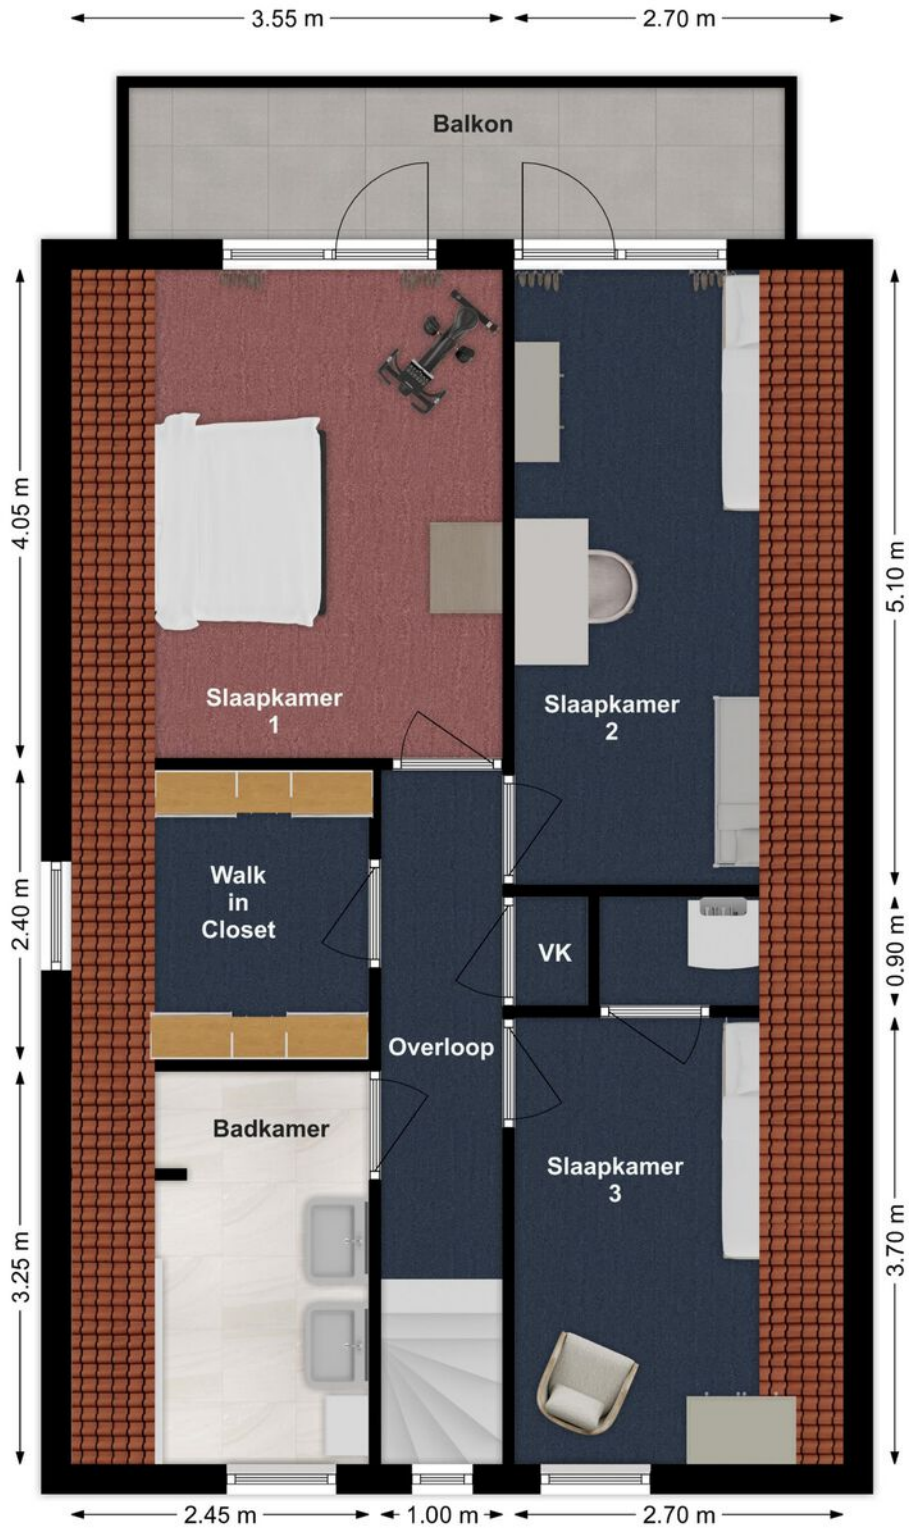 3.55 m
2.70 m
Balkon
4.05 m
5.10 m
Slaapkamer
1
Slaapkamer
2
Walk
in
Closet
2.40 m
VK
0.90 m
Overloop
Badkamer
Slaapkamer
3
3.25 m
3.70 m
2.45 m
1.00 m
2.70 m